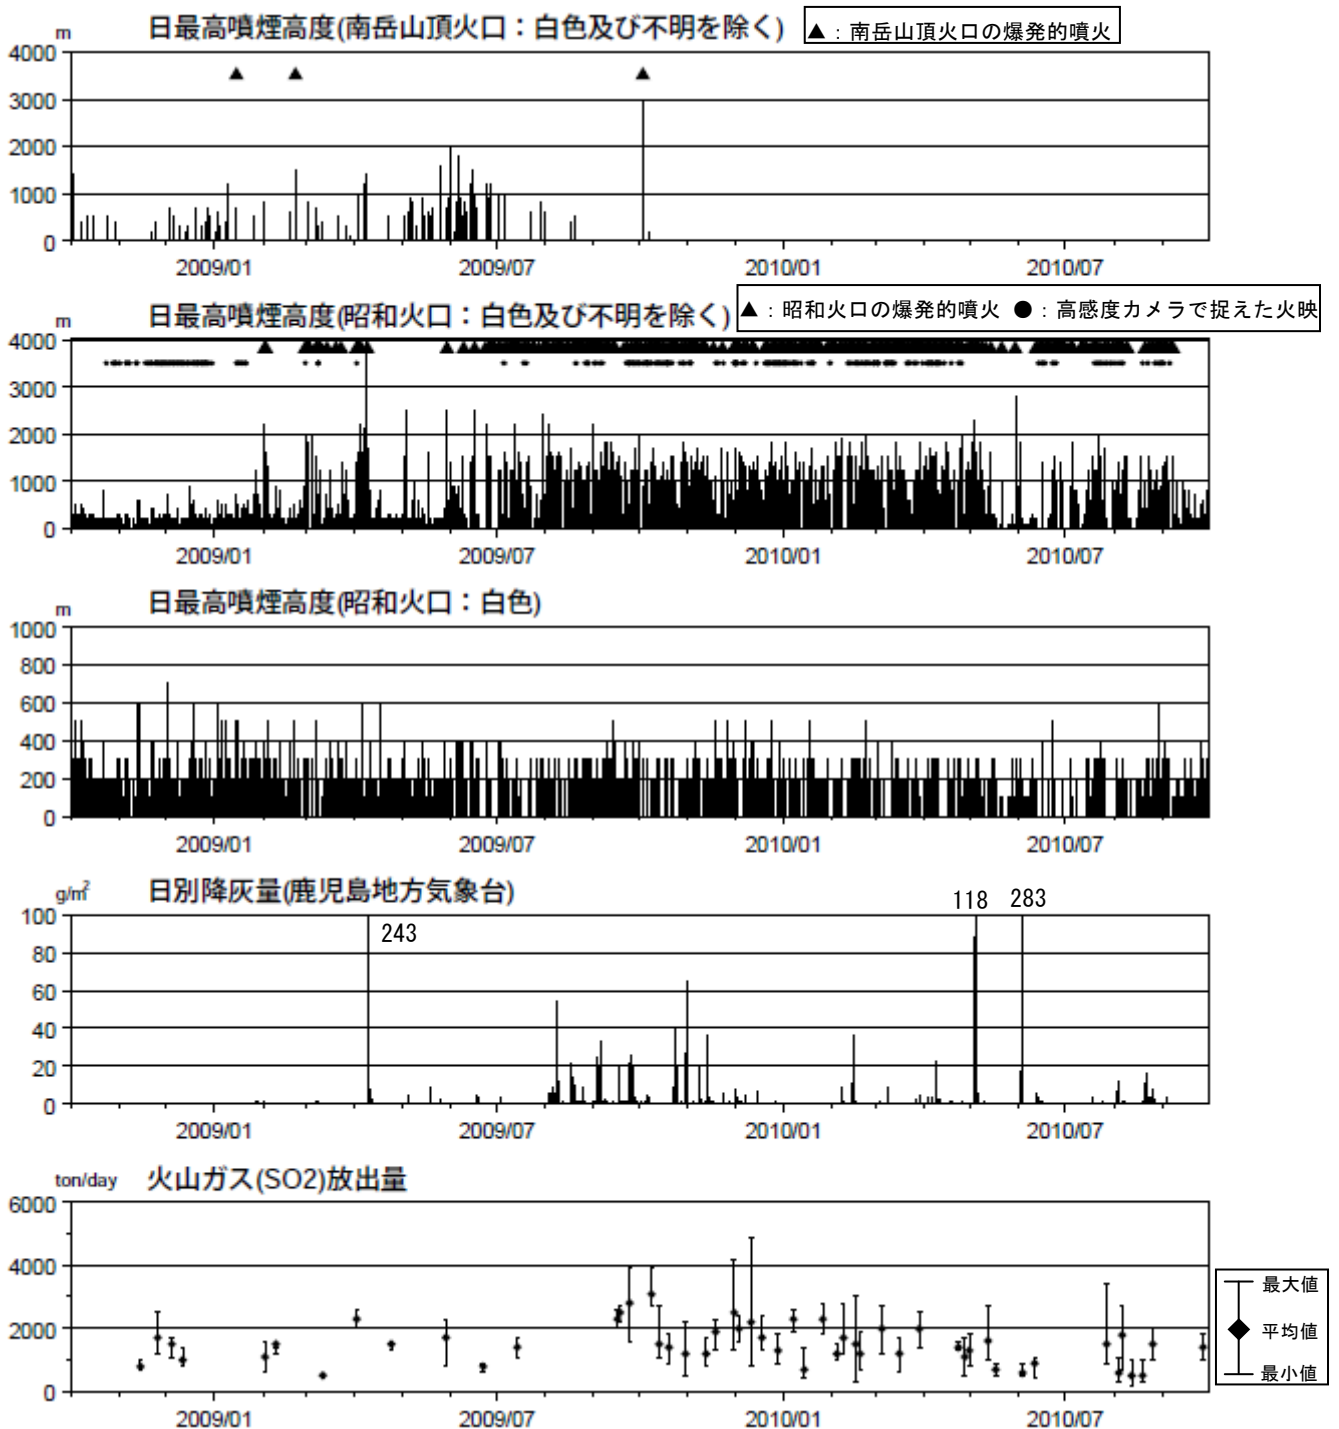 日最高噴煙高度(南岳山頂火口：白色及び不明を除く)
▲：南岳山頂火口の爆発的噴火
m
4000
3000
2000
1000
0
2009/01 2009/07 2010/01 2010/07
日最高噴煙高度(昭和火口：白色及び不明を除く)
▲：昭和火口の爆発的噴火 ●：高感度カメラで捉えた火映
m
4000
3000
2000
1000
0
2009/01 2009/07 2010/01 2010/07
日最高噴煙高度(昭和火口：白色)
m
1000
800
600
400
200
0
2009/01 2009/07 2010/01 2010/07
日別降灰量(鹿児島地方気象台)
g/㎡
118 283
243
100
80
60
40
20
0
2009/01 2009/07 2010/01 2010/07
ton/day 火山ガス(SO2)放出量
6000
4000
2000
0
2009/01 2009/07 2010/01 2010/07
最大値
平均値
最小値